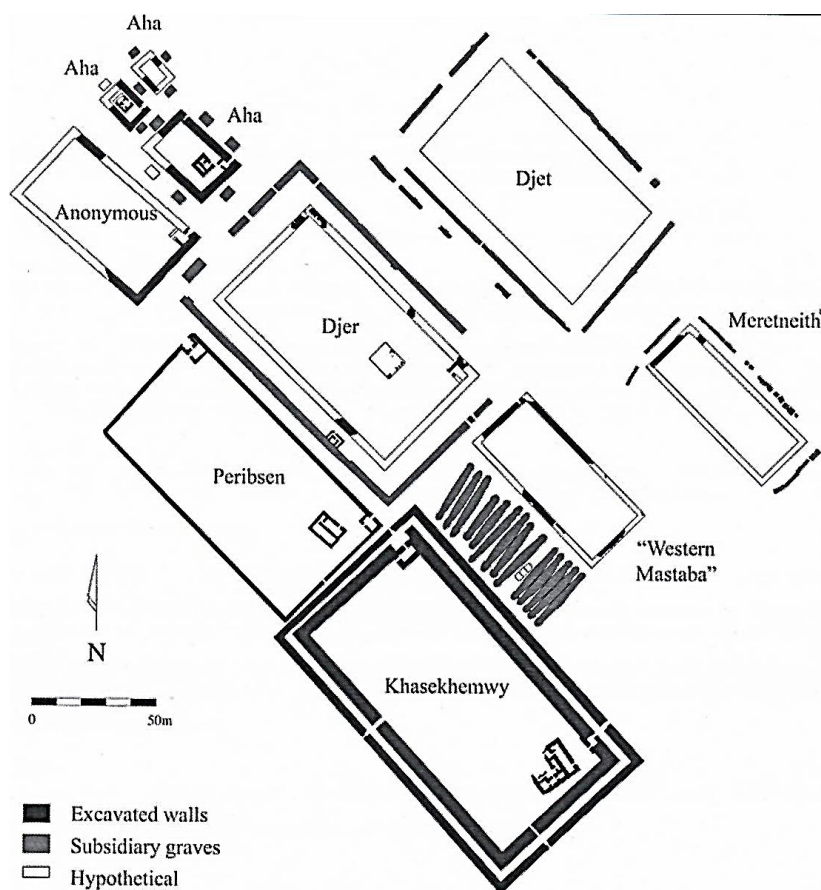 Aha
Aha
Aha
Djet
Anonymous
Djer
Meretneith
Peribsen
"Western
Mastaba"
Khasekhemwy
N
0 50m
Excavated walls
Subsidiary graves
Hypothetical